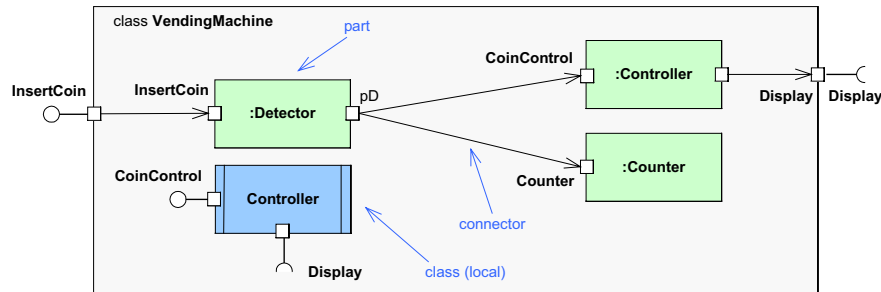 class VendingMachine
part
InsertCoin
InsertCoin
:Detector
pD
CoinControl
:Controller
Display
Display
CoinControl
Controller
Display
:Counter
Counter
connector
class (local)